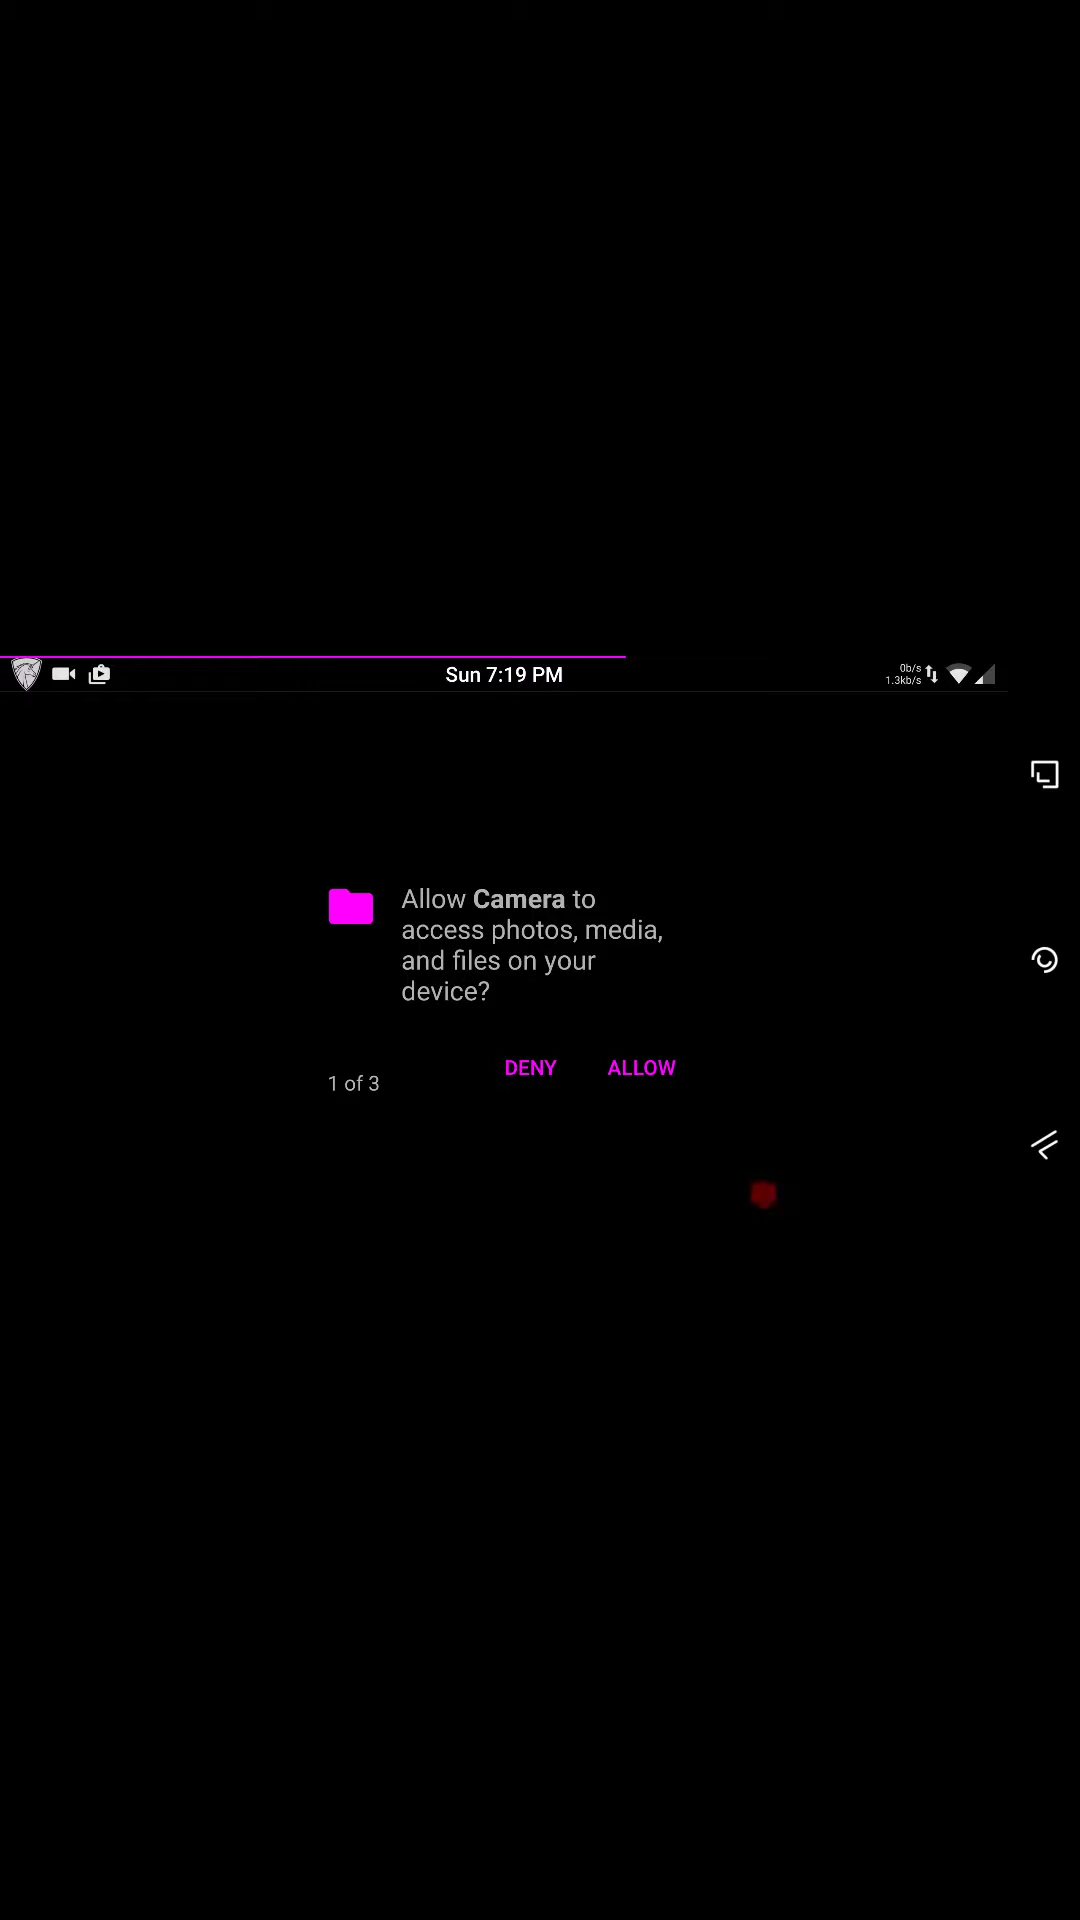 Sun 7:19 PM
0b/s
1.3kb/s
Allow Camera to
access photos, media,
and files on your
device?
1 of 3
DENY ALLOW